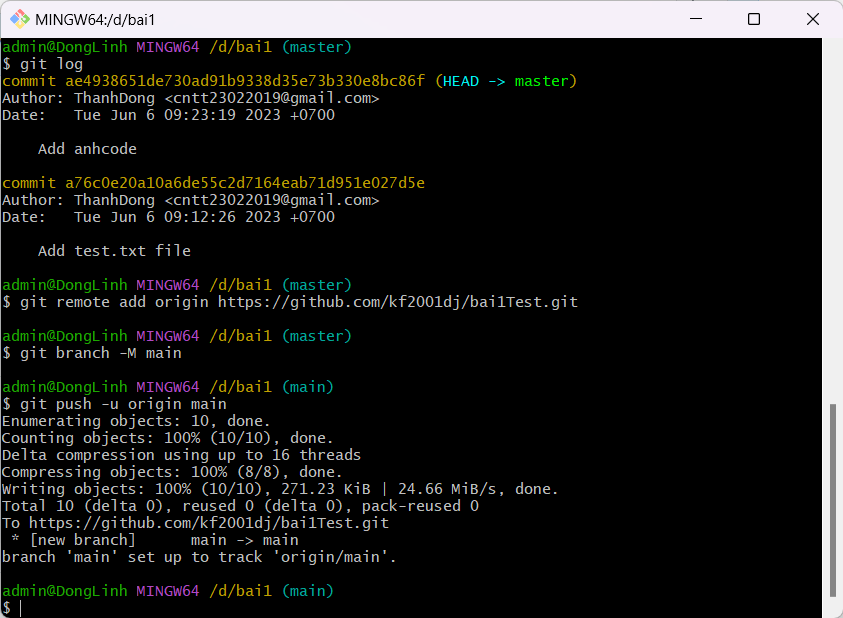 MINGW64:/d/bai1
admin@DongLinh MINGW64 /d/bai1 (master)
$ git log
commit ae4938651de730ad91b9338d35e73b330e8bc86f (HEAD -> master)
Author: ThanhDong <cntt23022019@gmail.com>
Date:   Tue Jun 6 09:23:19 2023 +0700
    Add anhcode
commit a76c0e20a10a6de55c2d7164eab71d951e027d5e
Author: ThanhDong <cntt23022019@gmail.com>
Date:   Tue Jun 6 09:12:26 2023 +0700
    Add test.txt file
admin@DongLinh MINGW64 /d/bai1 (master)
$ git remote add origin https://github.com/kf2001dj/bai1Test.git
admin@DongLinh MINGW64 /d/bai1 (master)
$ git branch -M main
admin@DongLinh MINGW64 /d/bai1 (main)
$ git push -u origin main
Enumerating objects: 10, done.
Counting objects: 100% (10/10), done.
Delta compression using up to 16 threads
Compressing objects: 100% (8/8), done.
Writing objects: 100% (10/10), 271.23 KiB | 24.66 MiB/s, done.
Total 10 (delta 0), reused 0 (delta 0), pack-reused 0
To https://github.com/kf2001dj/bai1Test.git
 * [new branch]      main -> main
branch 'main' set up to track 'origin/main'.
admin@DongLinh MINGW64 /d/bai1 (main)
$